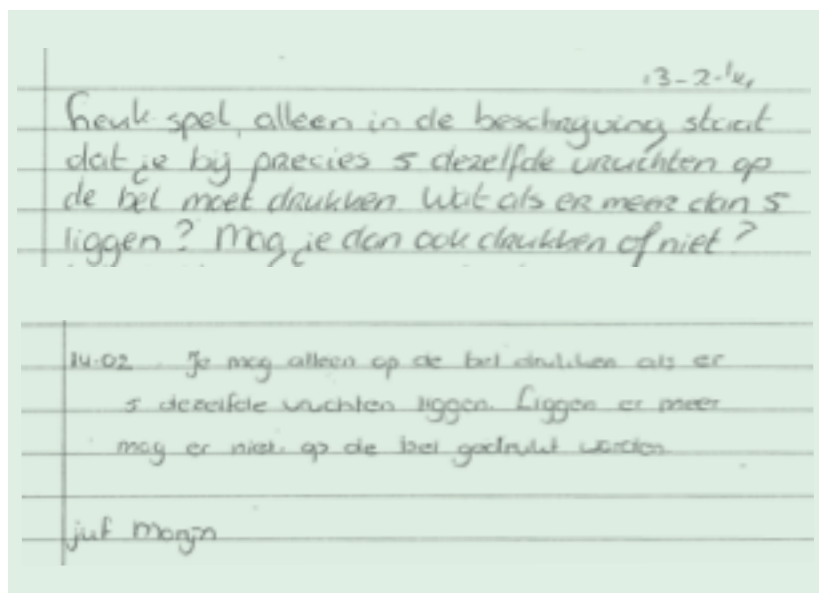 13-2-'14
heuk spel, alleen in de beschrijving staat
dat je bij precies 5 dezelfde vruchten op
de bel moet drukken. Wat als er meer dan 5
liggen? Mag je dan ook drukken of niet?
14-02 Je mag alleen op de bel drukken als er
5 dezelfde vruchten liggen. Liggen er meer
mag er niet op de bel gedrukt worden.
juf